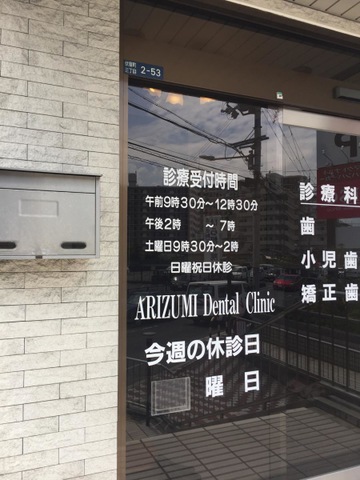 2-53
診療受付時間
午前9時30分〜12時30分
午後2時　〜7時
土曜日9時30分〜2時
日曜祝日休診
ARIZUMI Dental Clinic
今週の休診日
曜日
診療科
歯
小児歯
矯正歯